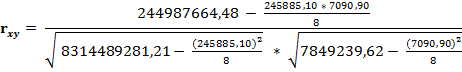 r_xy = (244987664,48 − (245885,10 * 7090,90)/8) / (√(8314489281,21 − (245885,10)²/8) * √(7849239,62 − (7090,90)²/8))